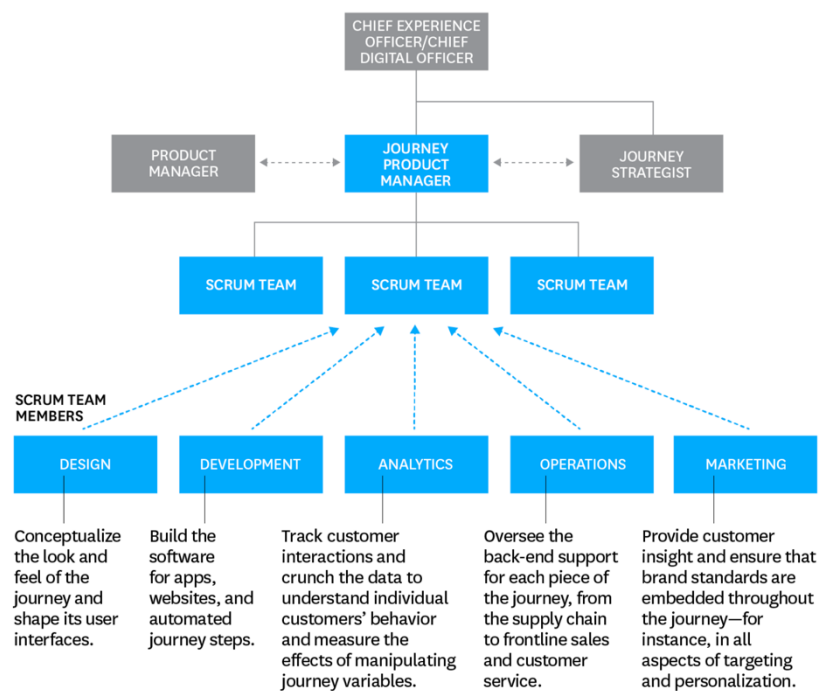 CHIEF EXPERIENCE
OFFICER/CHIEF
DIGITAL OFFICER
PRODUCT
MANAGER
JOURNEY
PRODUCT
MANAGER
JOURNEY
STRATEGIST
SCRUM TEAM
SCRUM TEAM
SCRUM TEAM
SCRUM TEAM
MEMBERS
DESIGN
DEVELOPMENT
ANALYTICS
OPERATIONS
MARKETING
Conceptualize
the look and
feel of the
journey and
shape its user
interfaces.
Build the
software
for apps,
websites, and
automated
journey steps.
Track customer
interactions and
crunch the data to
understand individual
customers’ behavior
and measure the
effects of manipulating
journey variables.
Oversee the
back-end support
for each piece of
the journey, from
the supply chain
to frontline sales
and customer
service.
Provide customer
insight and ensure that
brand standards are
embedded throughout
the journey—for
instance, in all
aspects of targeting
and personalization.